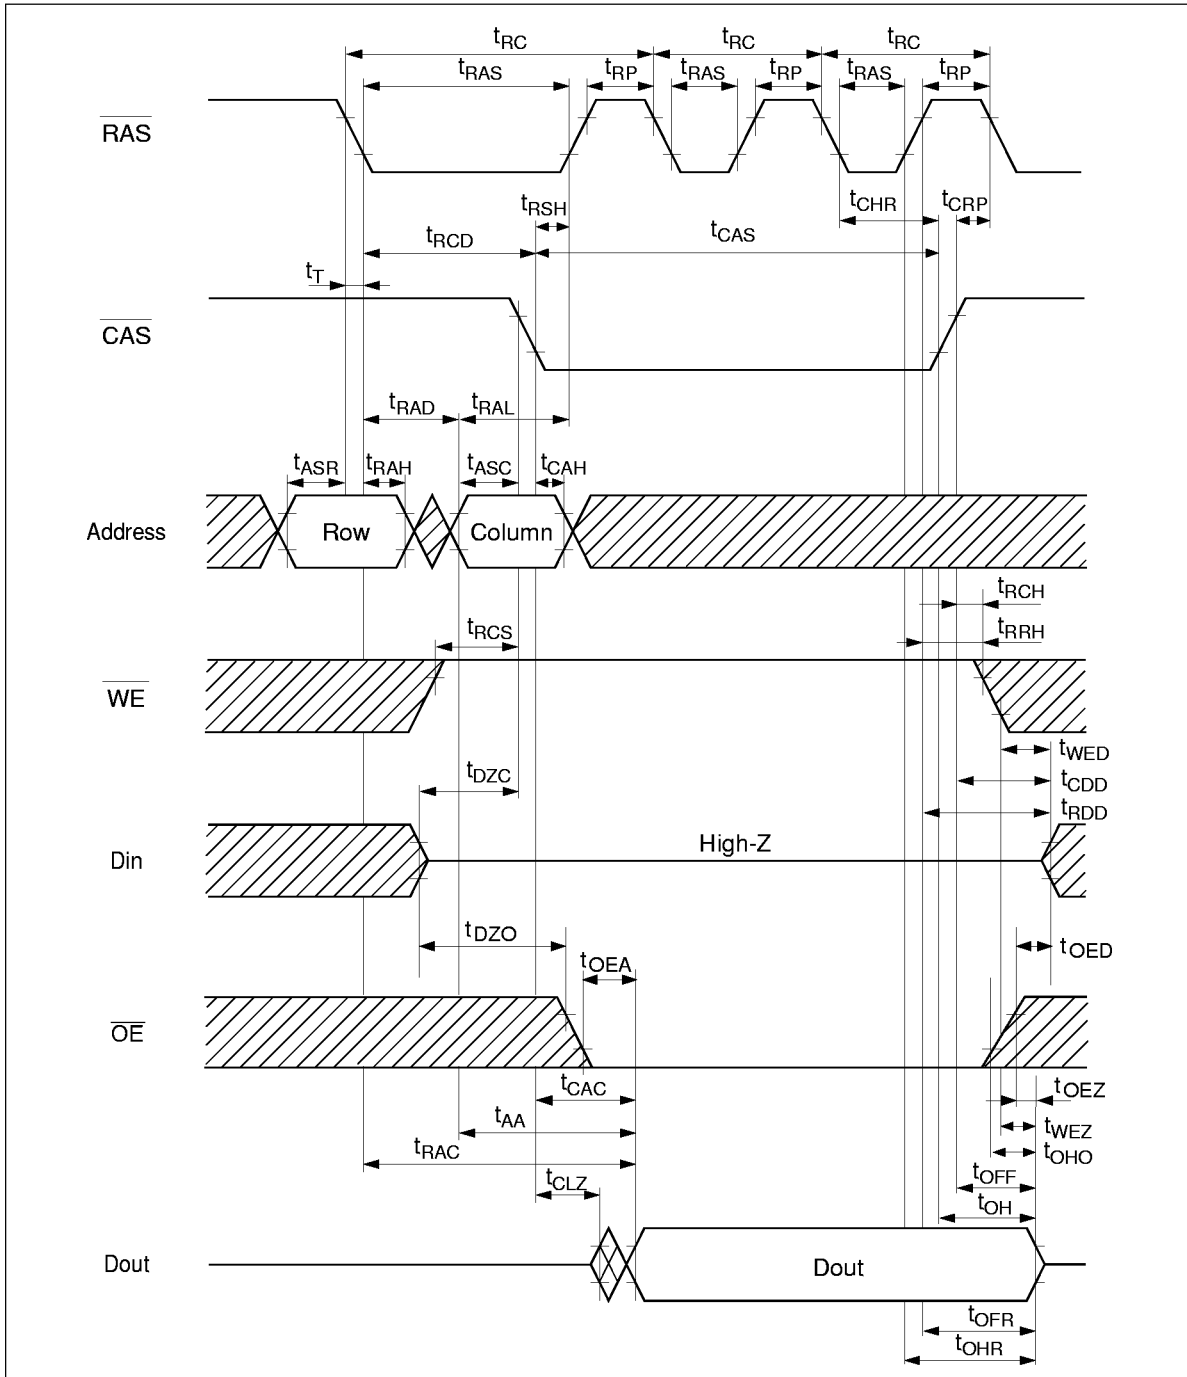 tRC tRC tRC
tRAS tRP tRAS tRP tRAS tRP
RAS
tRSH tCHR tCRP
tRCD tCAS
tT
CAS
tRAD tRAL
tASR tRAH tASC tCAH
Address Row Column
tRCH
tRCS tRRH
WE
tWED
tDZC tCDD
tRDD
Din High-Z
tDZO tOED
tOEA
OE
tCAC tOEZ
tAA tWEZ
tRAC tOHO
tCLZ tOFF
tOH
Dout Dout
tOFR
tOHR